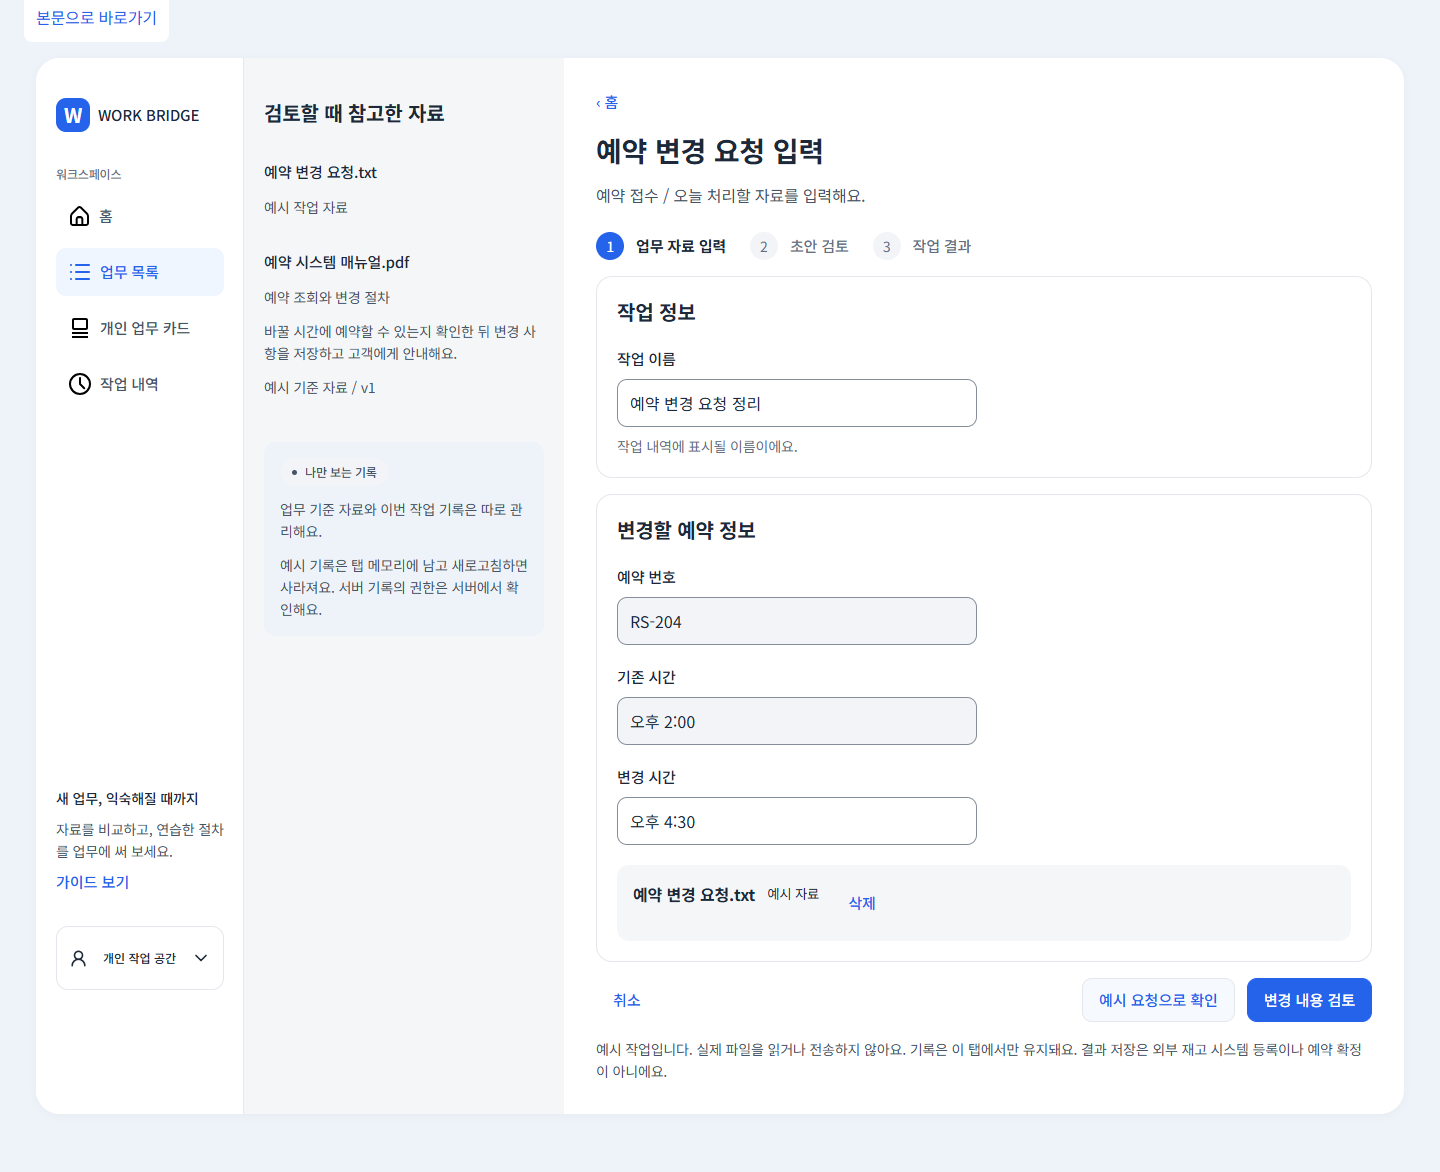 본문으로 바로가기
W WORK BRIDGE
워크스페이스
홈
업무 목록
개인 업무 카드
작업 내역
새 업무, 익숙해질 때까지
자료를 비교하고, 연습한 절차
를 업무에 써 보세요.
가이드 보기
개인 작업 공간
검토할 때 참고한 자료
예약 변경 요청.txt
예시 작업 자료
예약 시스템 매뉴얼.pdf
예약 조회와 변경 절차
바꿀 시간에 예약할 수 있는지 확인한 뒤 변경 사
항을 저장하고 고객에게 안내해요.
예시 기준 자료 / v1
나만 보는 기록
업무 기준 자료와 이번 작업 기록은 따로 관
리해요.
예시 기록은 탭 메모리에 남고 새로고침하면
사라져요. 서버 기록의 권한은 서버에서 확
인해요.
‹ 홈
예약 변경 요청 입력
예약 접수 / 오늘 처리할 자료를 입력해요.
1 업무 자료 입력 2 초안 검토 3 작업 결과
작업 정보
작업 이름
예약 변경 요청 정리
작업 내역에 표시될 이름이에요.
변경할 예약 정보
예약 번호
RS-204
기존 시간
오후 2:00
변경 시간
오후 4:30
예약 변경 요청.txt 예시 자료 삭제
취소 예시 요청으로 확인 변경 내용 검토
예시 작업입니다. 실제 파일을 읽거나 전송하지 않아요. 기록은 이 탭에서만 유지돼요. 결과 저장은 외부 재고 시스템 등록이나 예약 확정
이 아니에요.